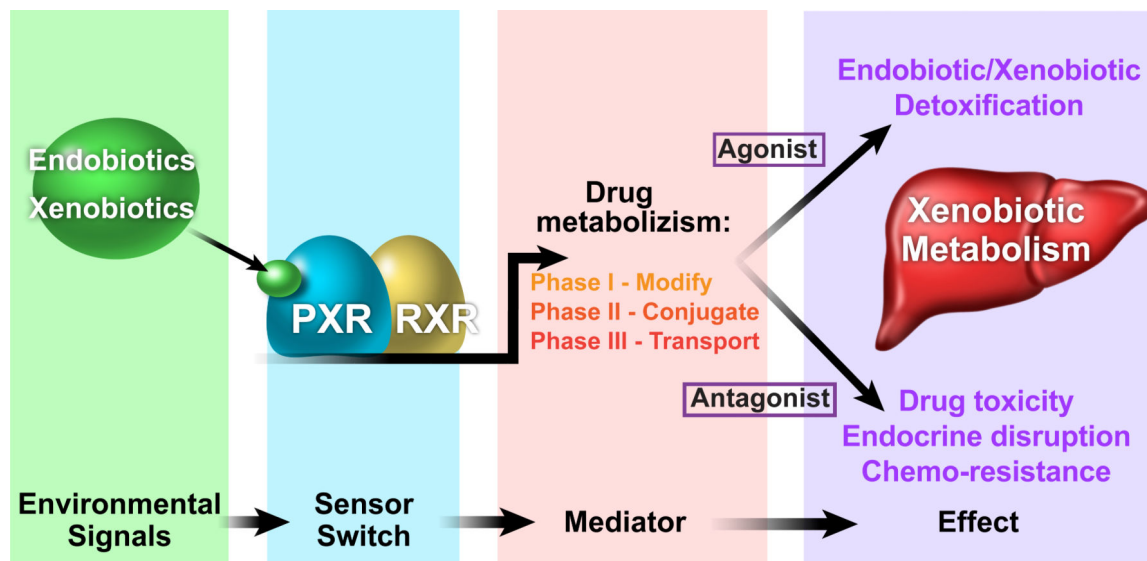 Endobiotics
Xenobiotics
PXR
RXR
Drug
metabolizism:
Phase I - Modify
Phase II - Conjugate
Phase III - Transport
Agonist
Antagonist
Endobiotic/Xenobiotic
Detoxification
Xenobiotic
Metabolism
Drug toxicity
Endocrine disruption
Chemo-resistance
Environmental
Signals
Sensor
Switch
Mediator
Effect